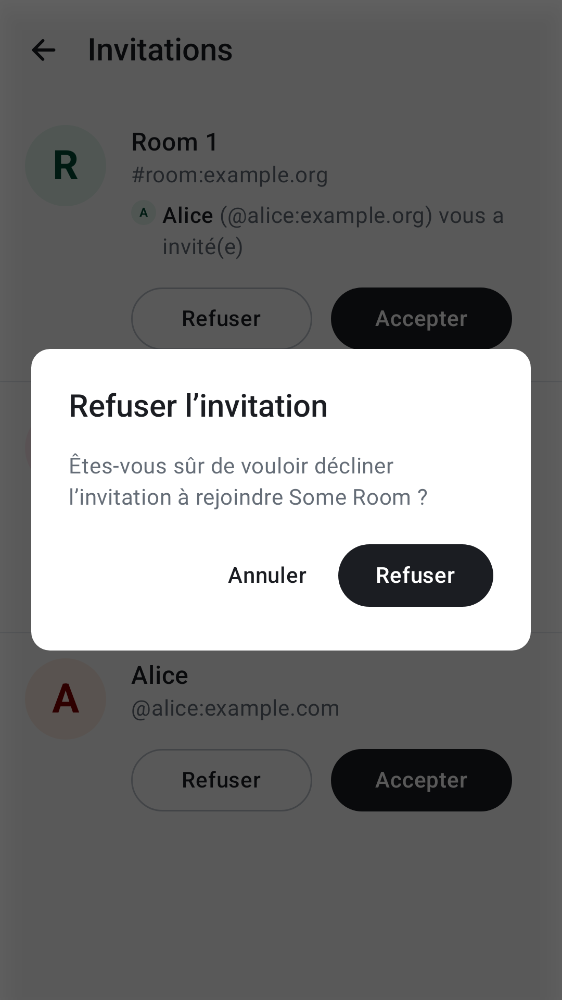 Invitations
R
Room 1
#room:example.org
A Alice (@alice:example.org) vous a
invité(e)
Refuser
Accepter
Refuser l’invitation
Êtes-vous sûr de vouloir décliner
l’invitation à rejoindre Some Room ?
Annuler
Refuser
A
Alice
@alice:example.com
Refuser
Accepter